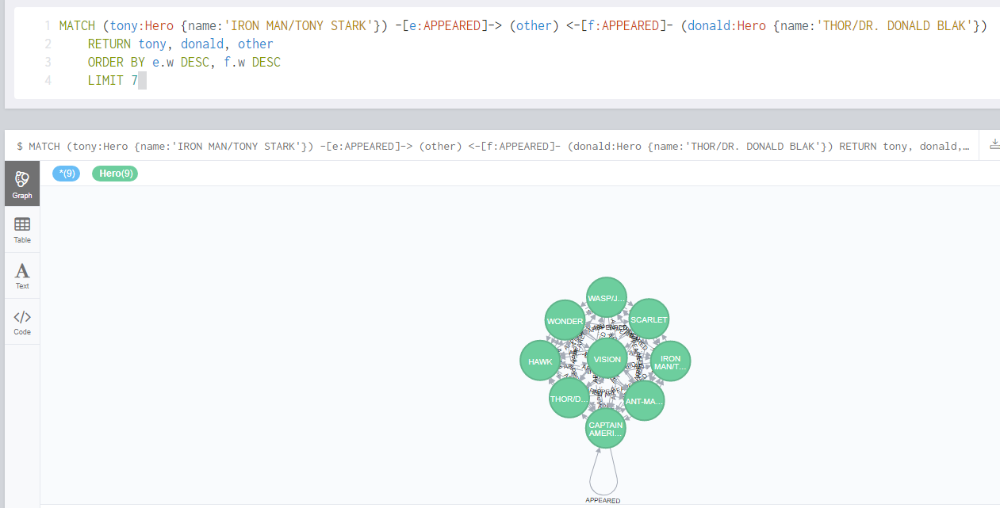 1 MATCH (tony:Hero {name:'IRON MAN/TONY STARK'}) -[e:APPEARED]-> (other) <-[f:APPEARED]- (donald:Hero {name:'THOR/DR. DONALD BLAK'})
2 RETURN tony, donald, other
3 ORDER BY e.w DESC, f.w DESC
4 LIMIT 7
$ MATCH (tony:Hero {name:'IRON MAN/TONY STARK'}) -[e:APPEARED]-> (other) <-[f:APPEARED]- (donald:Hero {name:'THOR/DR. DONALD BLAK'}) RETURN tony, donald,…
*(9) Hero(9)
Graph
Table
A
Text
</>
Code
WASP/J…
WONDER
SCARLET
HAWK
VISION
IRON
MAN/T…
THOR/D…
ANT-MA…
CAPTAIN
AMERI…
APPEARED